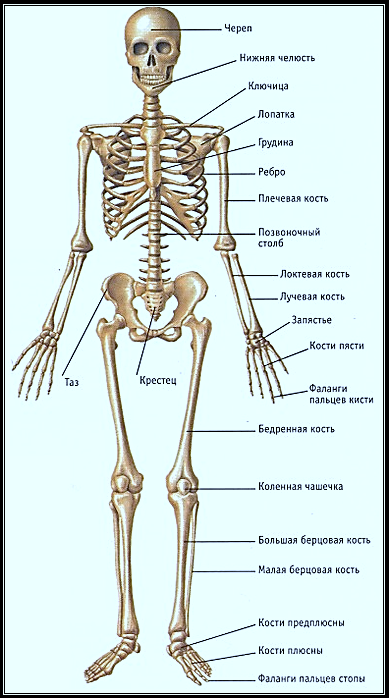 Череп
Нижняя челюсть
Ключица
Лопатка
Грудина
Ребро
Плечевая кость
Позвоночный
столб
Локтевая кость
Лучевая кость
Запястье
Кости пясти
Таз
Крестец
Фаланги
пальцев кисти
Бедренная кость
Коленная чашечка
Большая берцовая кость
Малая берцовая кость
Кости предплюсны
Кости плюсны
Фаланги пальцев стопы